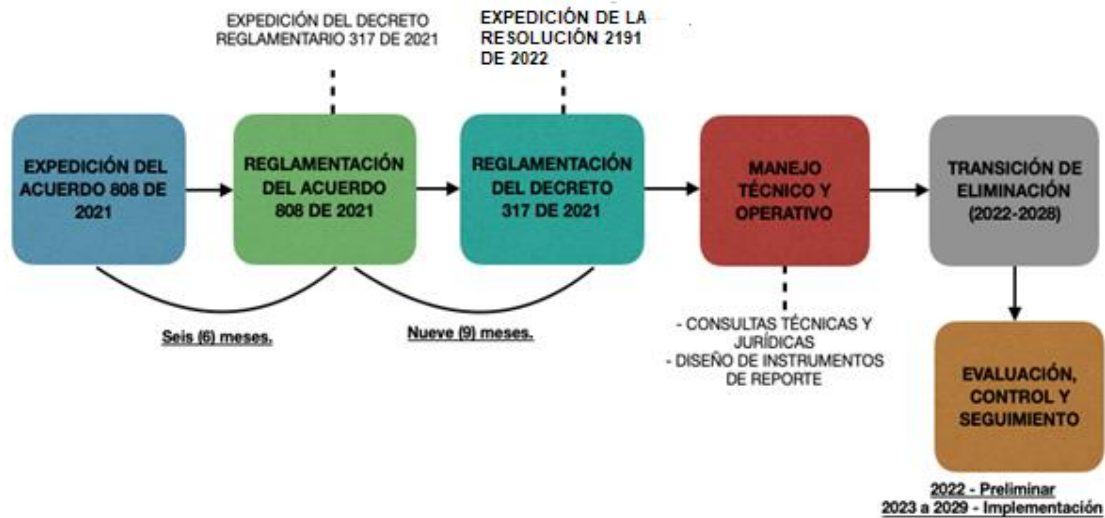 EXPEDICIÓN DEL DECRETO
REGLAMENTARIO 317 DE 2021
EXPEDICIÓN DE LA
RESOLUCIÓN 2191
DE 2022
EXPEDICIÓN DEL
ACUERDO 808 DE
2021
REGLAMENTACIÓN
DEL ACUERDO
808 DE 2021
REGLAMENTACIÓN
DEL DECRETO
317 DE 2021
MANEJO
TÉCNICO Y
OPERATIVO
TRANSICIÓN DE
ELIMINACIÓN
(2022-2028)
Seis (6) meses.
Nueve (9) meses.
- CONSULTAS TÉCNICAS Y
JURÍDICAS
- DISEÑO DE INSTRUMENTOS
DE REPORTE
EVALUACIÓN,
CONTROL Y
SEGUIMIENTO
2022 - Preliminar
2023 a 2029 - Implementación